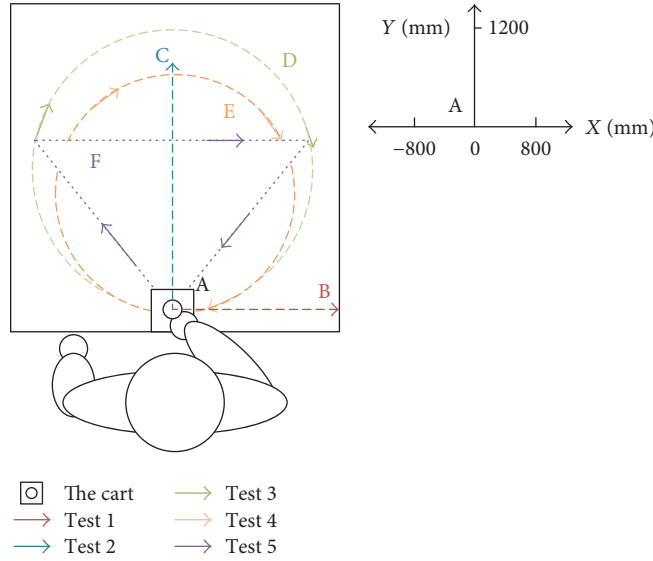 C
D
E
F
A
B
Y (mm)
1200
A
X (mm)
−800
0
800
The cart
Test 1
Test 2
Test 3
Test 4
Test 5